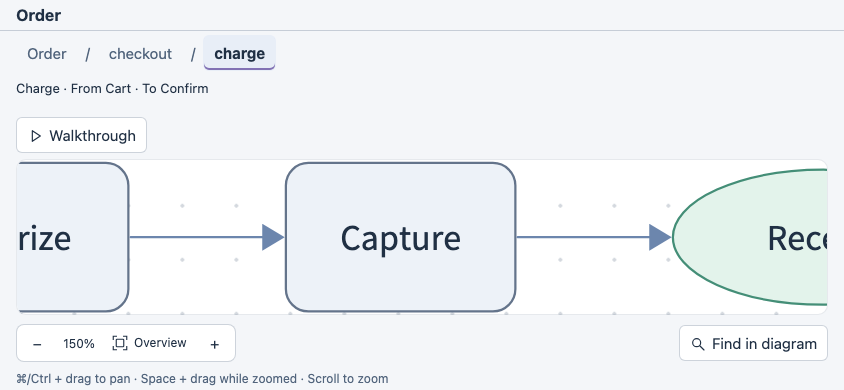 Order
Order / checkout / charge
Charge · From Cart · To Confirm
Walkthrough
rize
Capture
Rece
− 150% Overview +
Find in diagram
⌘/Ctrl + drag to pan · Space + drag while zoomed · Scroll to zoom